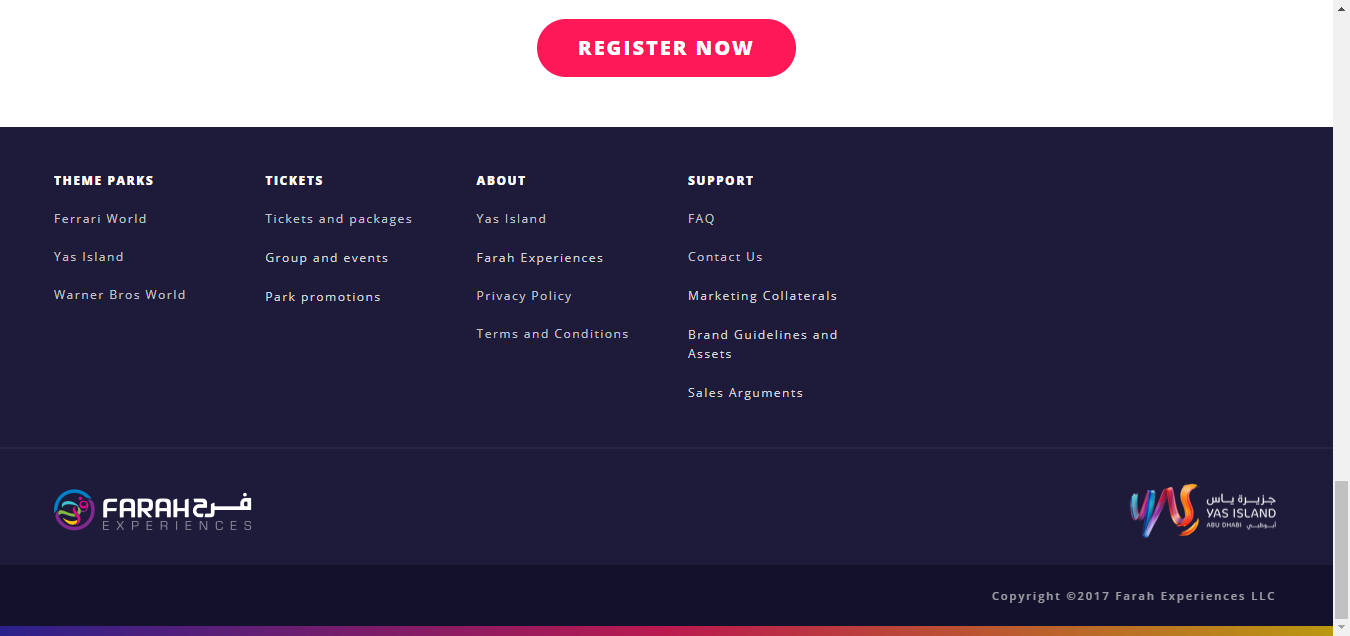 REGISTER NOW
THEME PARKS
Ferrari World
Yas Island
Warner Bros World
TICKETS
Tickets and packages
Group and events
Park promotions
ABOUT
Yas Island
Farah Experiences
Privacy Policy
Terms and Conditions
SUPPORT
FAQ
Contact Us
Marketing Collaterals
Brand Guidelines and
Assets
Sales Arguments
FARAH فرح
EXPERIENCES
YAS
جزيرة ياس
YAS ISLAND
ABU DHABI أبوظبي
Copyright ©2017 Farah Experiences LLC